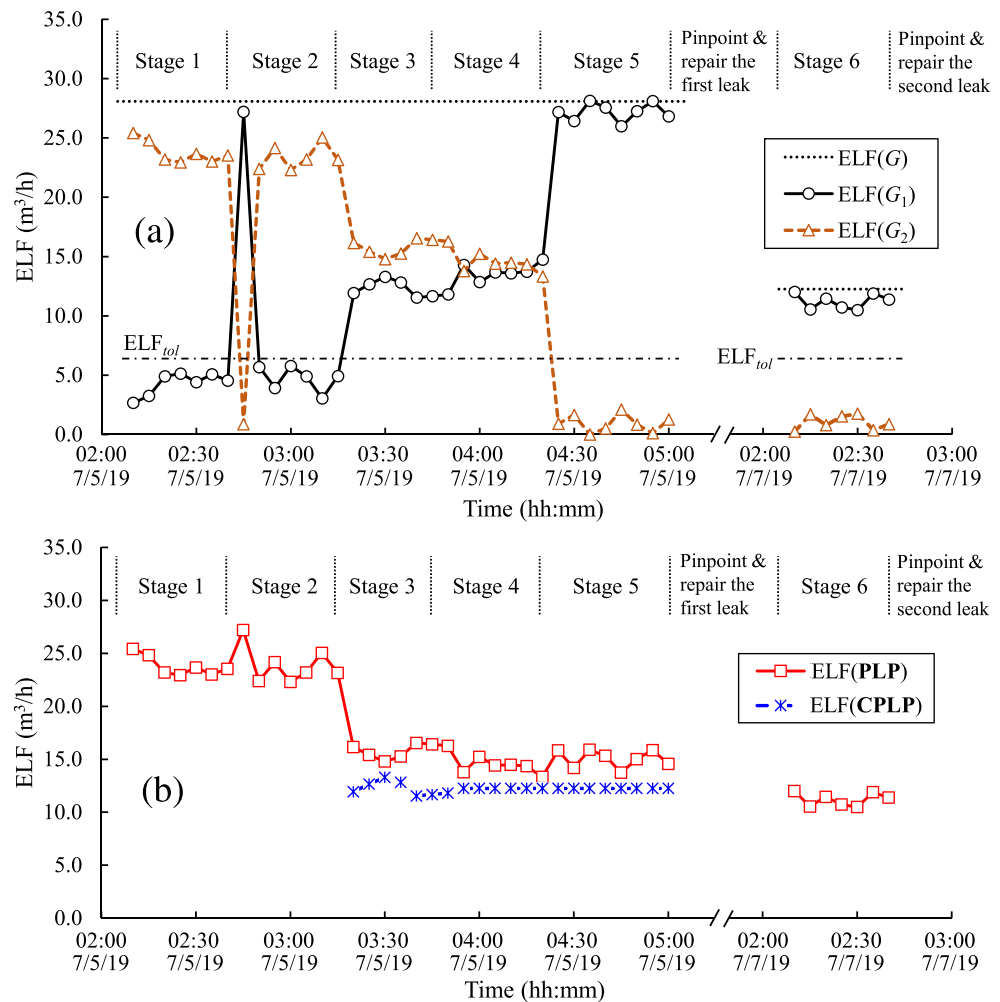 35.0
30.0
25.0
20.0
15.0
10.0
5.0
0.0
ELF (m³/h)
Stage 1
Stage 2
Stage 3
Stage 4
Stage 5
Pinpoint &
repair the
first leak
Stage 6
Pinpoint &
repair the
second leak
(a)
ELF(G)
ELF(G₁)
ELF(G₂)
ELFtol
ELFtol
02:00
7/5/19
02:30
7/5/19
03:00
7/5/19
03:30
7/5/19
04:00
7/5/19
04:30
7/5/19
05:00
7/5/19
02:00
7/7/19
02:30
7/7/19
03:00
7/7/19
Time (hh:mm)
35.0
30.0
25.0
20.0
15.0
10.0
5.0
0.0
ELF (m³/h)
Stage 1
Stage 2
Stage 3
Stage 4
Stage 5
Pinpoint &
repair the
first leak
Stage 6
Pinpoint &
repair the
second leak
(b)
ELF(PLP)
ELF(CPLP)
02:00
7/5/19
02:30
7/5/19
03:00
7/5/19
03:30
7/5/19
04:00
7/5/19
04:30
7/5/19
05:00
7/5/19
02:00
7/7/19
02:30
7/7/19
03:00
7/7/19
Time (hh:mm)